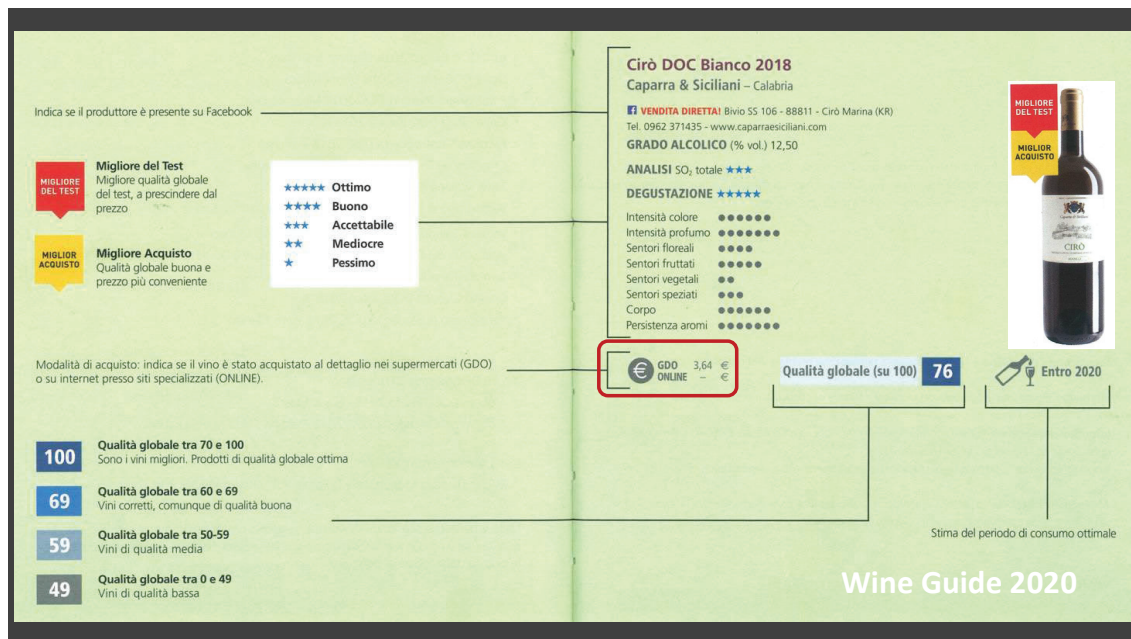 Indica se il produttore è presente su Facebook
MIGLIORE
DEL TEST
Migliore del Test
Migliore qualità globale
del test, a prescindere dal
prezzo
MIGLIOR
ACQUISTO
Migliore Acquisto
Qualità globale buona e
prezzo più conveniente
★★★★★ Ottimo
★★★★ Buono
★★★ Accettabile
★★ Mediocre
★ Pessimo
Modalità di acquisto: indica se il vino è stato acquistato al dettaglio nei supermercati (GDO)
o su internet presso siti specializzati (ONLINE).
100
Qualità globale tra 70 e 100
Sono i vini migliori. Prodotti di qualità globale ottima
69
Qualità globale tra 60 e 69
Vini corretti, comunque di qualità buona
59
Qualità globale tra 50-59
Vini di qualità media
49
Qualità globale tra 0 e 49
Vini di qualità bassa
Cirò DOC Bianco 2018
Caparra & Siciliani – Calabria
f VENDITA DIRETTA! Bivio SS 106 - 88811 - Cirò Marina (KR)
Tel. 0962 371435 - www.caparraesiciliani.com
GRADO ALCOLICO (% vol.) 12,50
ANALISI SO₂ totale ★★★
DEGUSTAZIONE ★★★★★
Intensità colore ●●●●●●
Intensità profumo ●●●●●●●
Sentori floreali ●●●●
Sentori fruttati ●●●●●
Sentori vegetali ●●
Sentori speziati ●●●
Corpo ●●●●●●
Persistenza aromi ●●●●●●●
€ GDO 3,64 €
ONLINE – €
Qualità globale (su 100) 76
Entro 2020
MIGLIORE
DEL TEST
MIGLIOR
ACQUISTO
CIRÒ
Stima del periodo di consumo ottimale
Wine Guide 2020